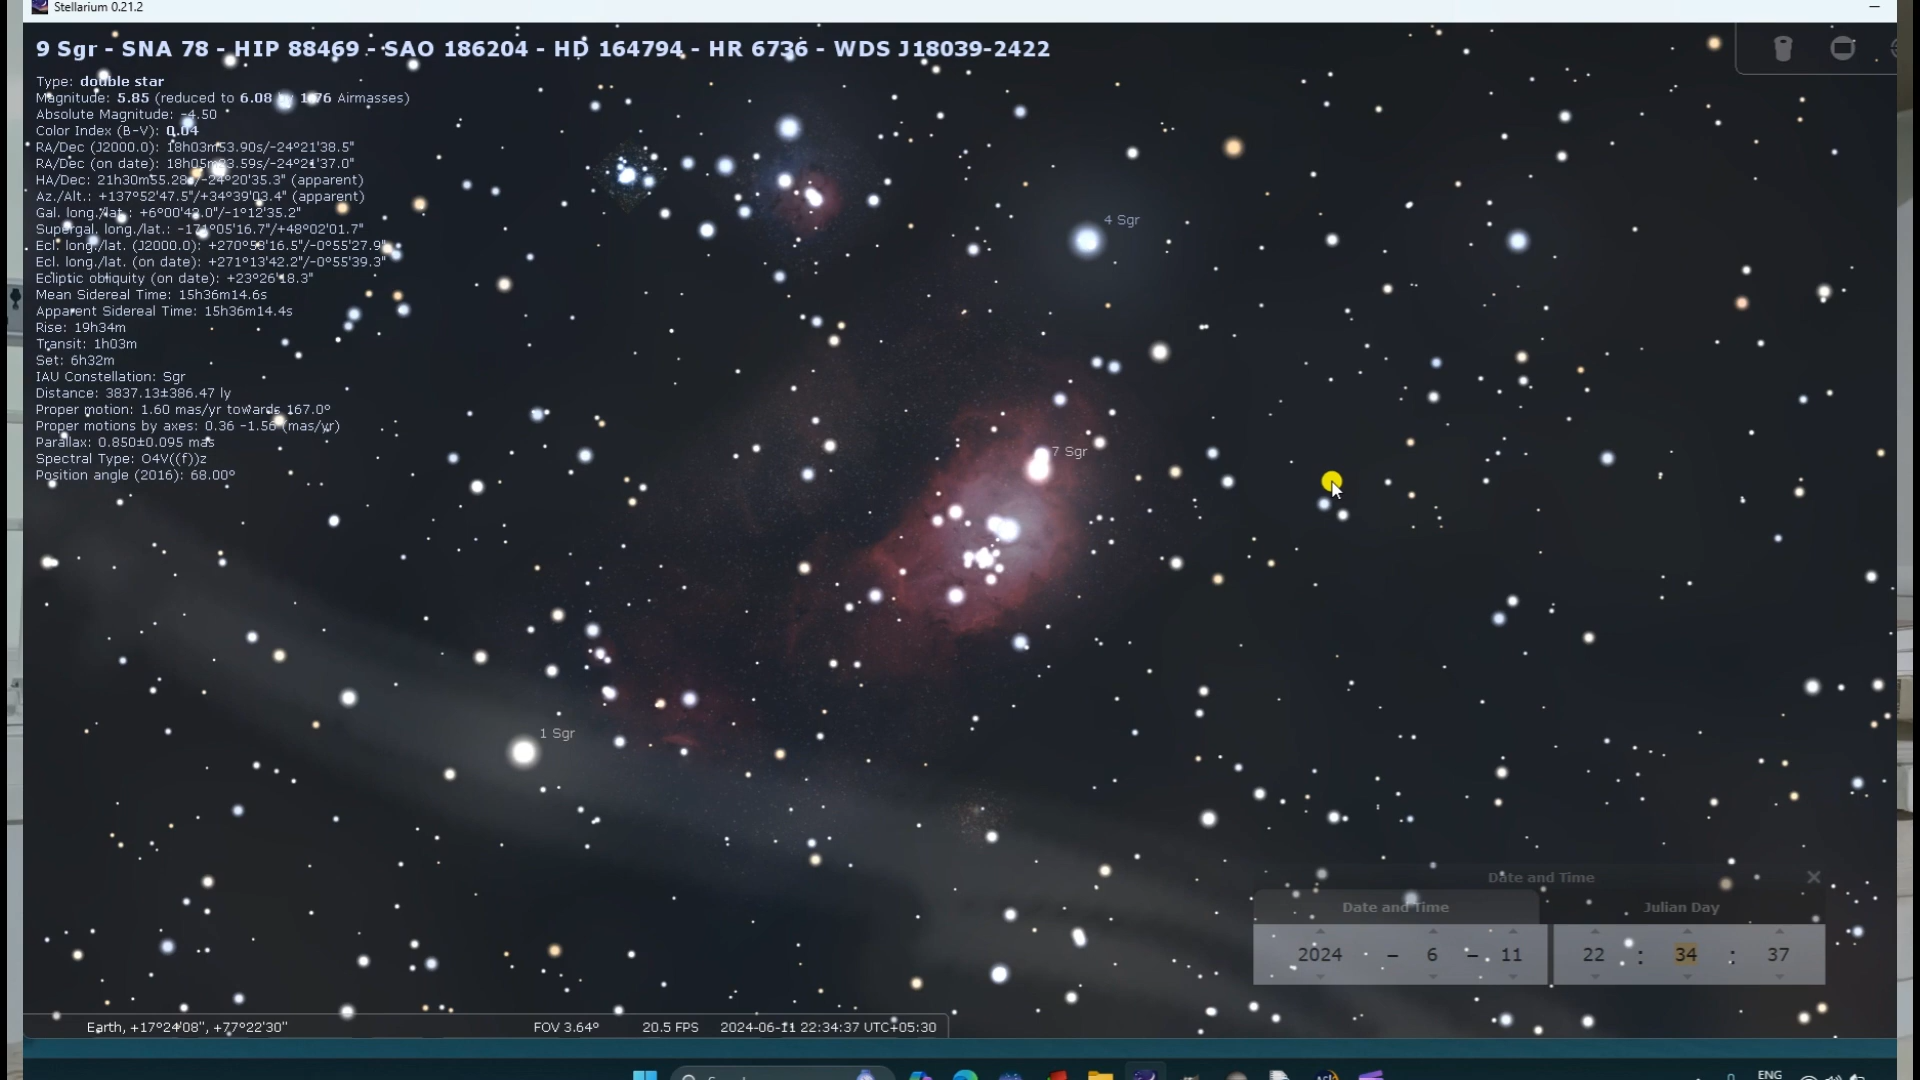 Stellarium 0.21.2
9 Sgr - SNA 78 - HIP 88469 - SAO 186204 - HD 164794 - HR 6736 - WDS J18039-2422
Type: double star
Magnitude: 5.85 (reduced to 6.08 by 1.76 Airmasses)
Absolute Magnitude: -4.50
Color Index (B-V): 0.04
RA/Dec (J2000.0): 18h03m53.90s/-24°21'38.5"
RA/Dec (on date): 18h05m23.59s/-24°21'37.0"
HA/Dec: 21h30m55.28s/-24°20'35.3" (apparent)
Az./Alt.: +137°52'47.5"/+34°39'03.4" (apparent)
Gal. long./lat.: +6°00'43.0"/-1°12'35.2"
Supergal. long./lat.: -171°05'16.7"/+48°02'01.7"
Ecl. long./lat. (J2000.0): +270°53'16.5"/-0°55'27.9"
Ecl. long./lat. (on date): +271°13'42.2"/-0°55'39.3"
Ecliptic obliquity (on date): +23°26'18.3"
Mean Sidereal Time: 15h36m14.6s
Apparent Sidereal Time: 15h36m14.4s
Rise: 19h34m
Transit: 1h03m
Set: 6h32m
IAU Constellation: Sgr
Distance: 3837.13±386.47 ly
Proper motion: 1.60 mas/yr towards 167.0°
Proper motions by axes: 0.36 -1.56 (mas/yr)
Parallax: 0.850±0.095 mas
Spectral Type: O4V((f))z
Position angle (2016): 68.00°
4 Sgr
7 Sgr
1 Sgr
Date and Time
Date and Time Julian Day
2024 - 6 - 11 22 : 34 : 37
Earth, +17°24'08", +77°22'30" FOV 3.64° 20.5 FPS 2024-06-11 22:34:37 UTC+05:30
ENG